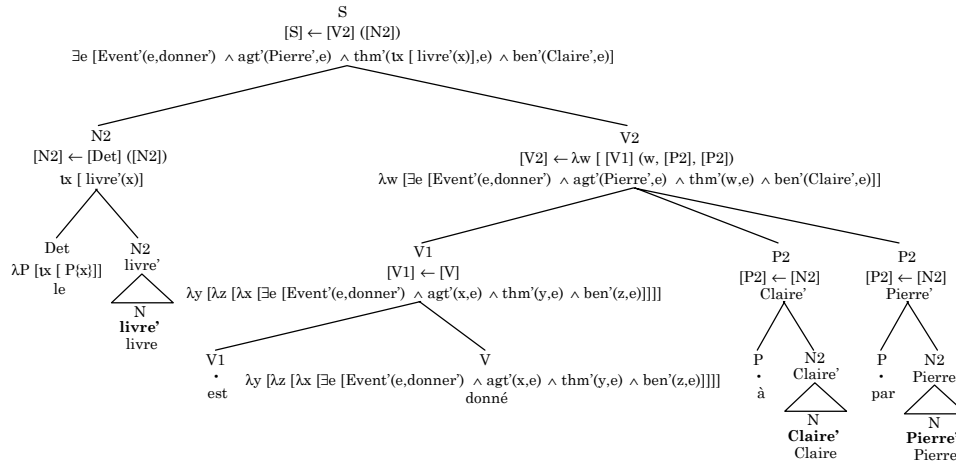 S
[S] ← [V2] ([N2])
∃e [Event'(e,donner') ∧ agt'(Pierre',e) ∧ thm'(ιx [ livre'(x)],e) ∧ ben'(Claire',e)]
N2
[N2] ← [Det] ([N2])
ιx [ livre'(x)]
V2
[V2] ← λw [ [V1] (w, [P2], [P2])
λw [∃e [Event'(e,donner') ∧ agt'(Pierre',e) ∧ thm'(w,e) ∧ ben'(Claire',e)]]
Det
λP [ιx [ P{x}]]
le
N2
livre'
N
livre'
livre
V1
[V1] ← [V]
λy [λz [λx [∃e [Event'(e,donner') ∧ agt'(x,e) ∧ thm'(y,e) ∧ ben'(z,e)]]]]
P2
[P2] ← [N2]
Claire'
P2
[P2] ← [N2]
Pierre'
V1
•
est
V
λy [λz [λx [∃e [Event'(e,donner') ∧ agt'(x,e) ∧ thm'(y,e) ∧ ben'(z,e)]]]]
donné
P
•
à
N2
Claire'
N
Claire'
Claire
P
•
par
N2
Pierre
N
Pierre'
Pierre